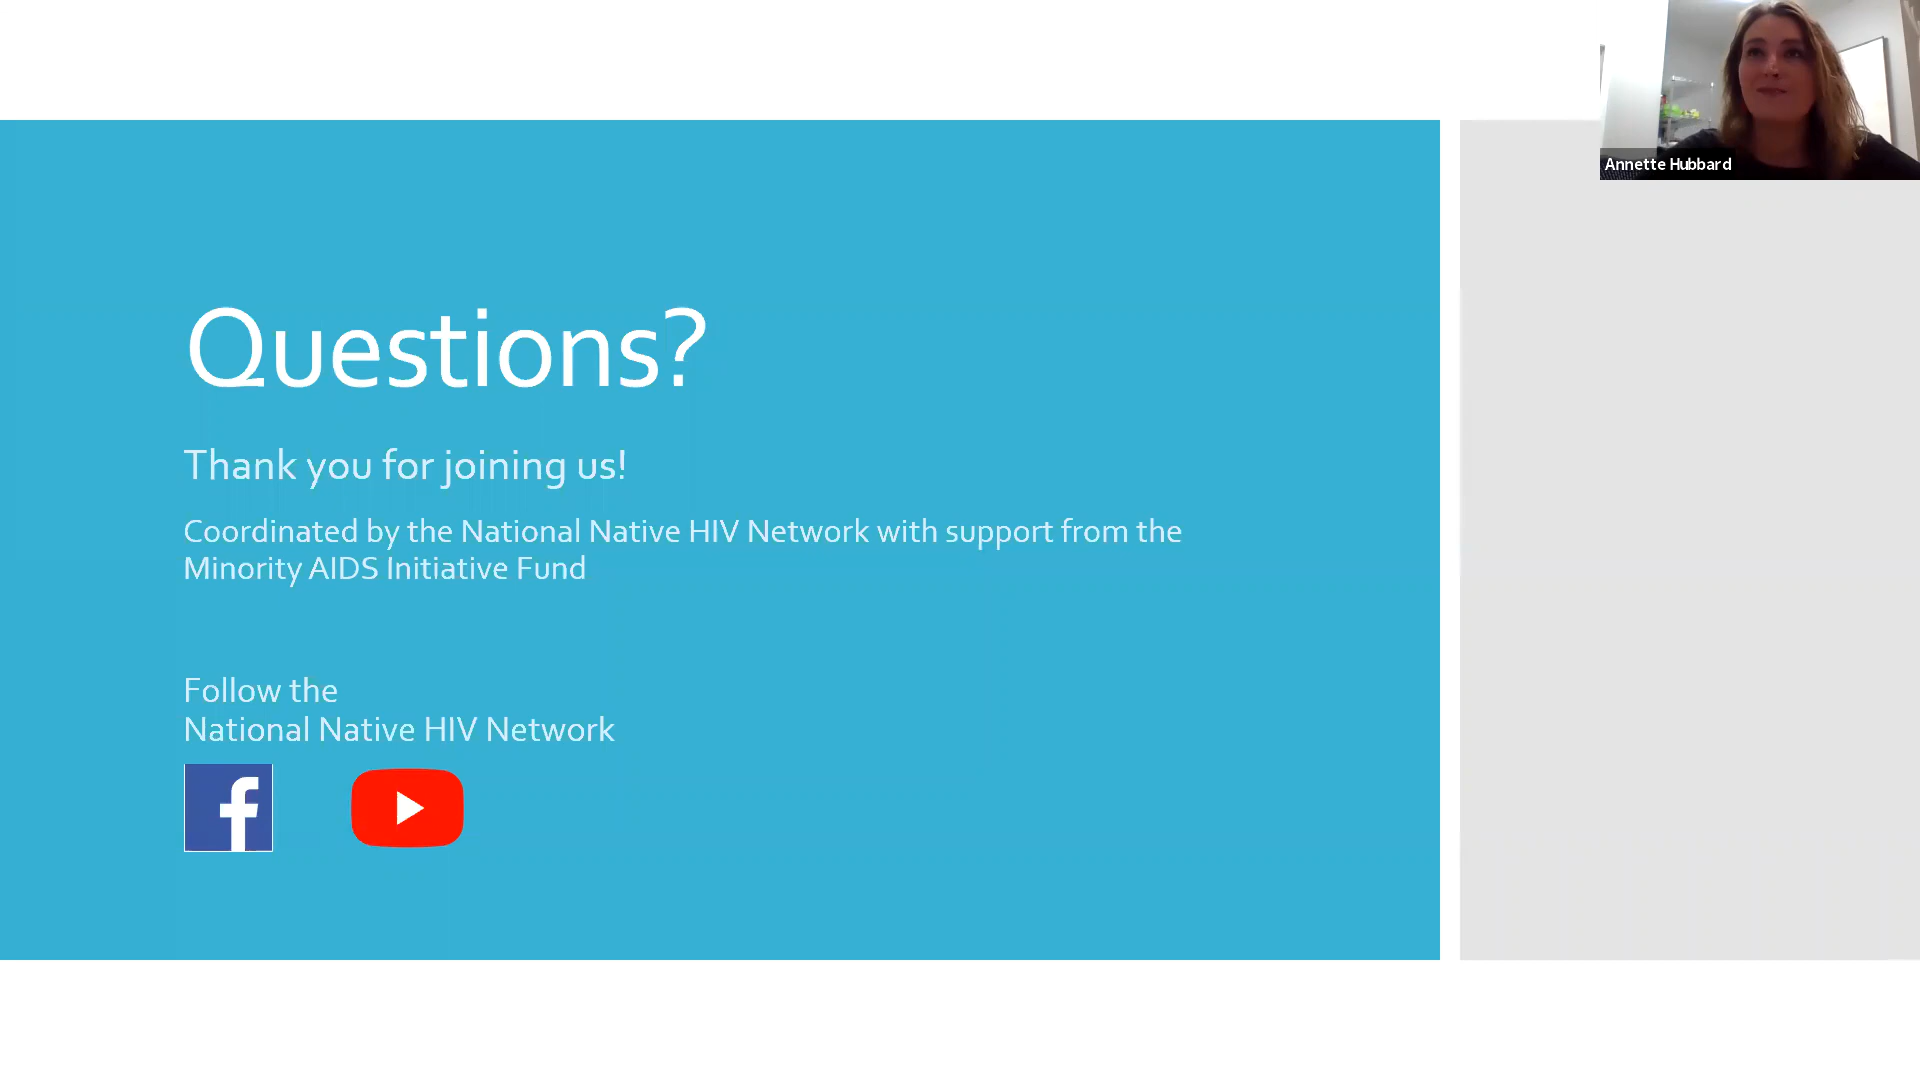 Annette Hubbard
Questions?
Thank you for joining us!
Coordinated by the National Native HIV Network with support from the
Minority AIDS Initiative Fund
Follow the
National Native HIV Network